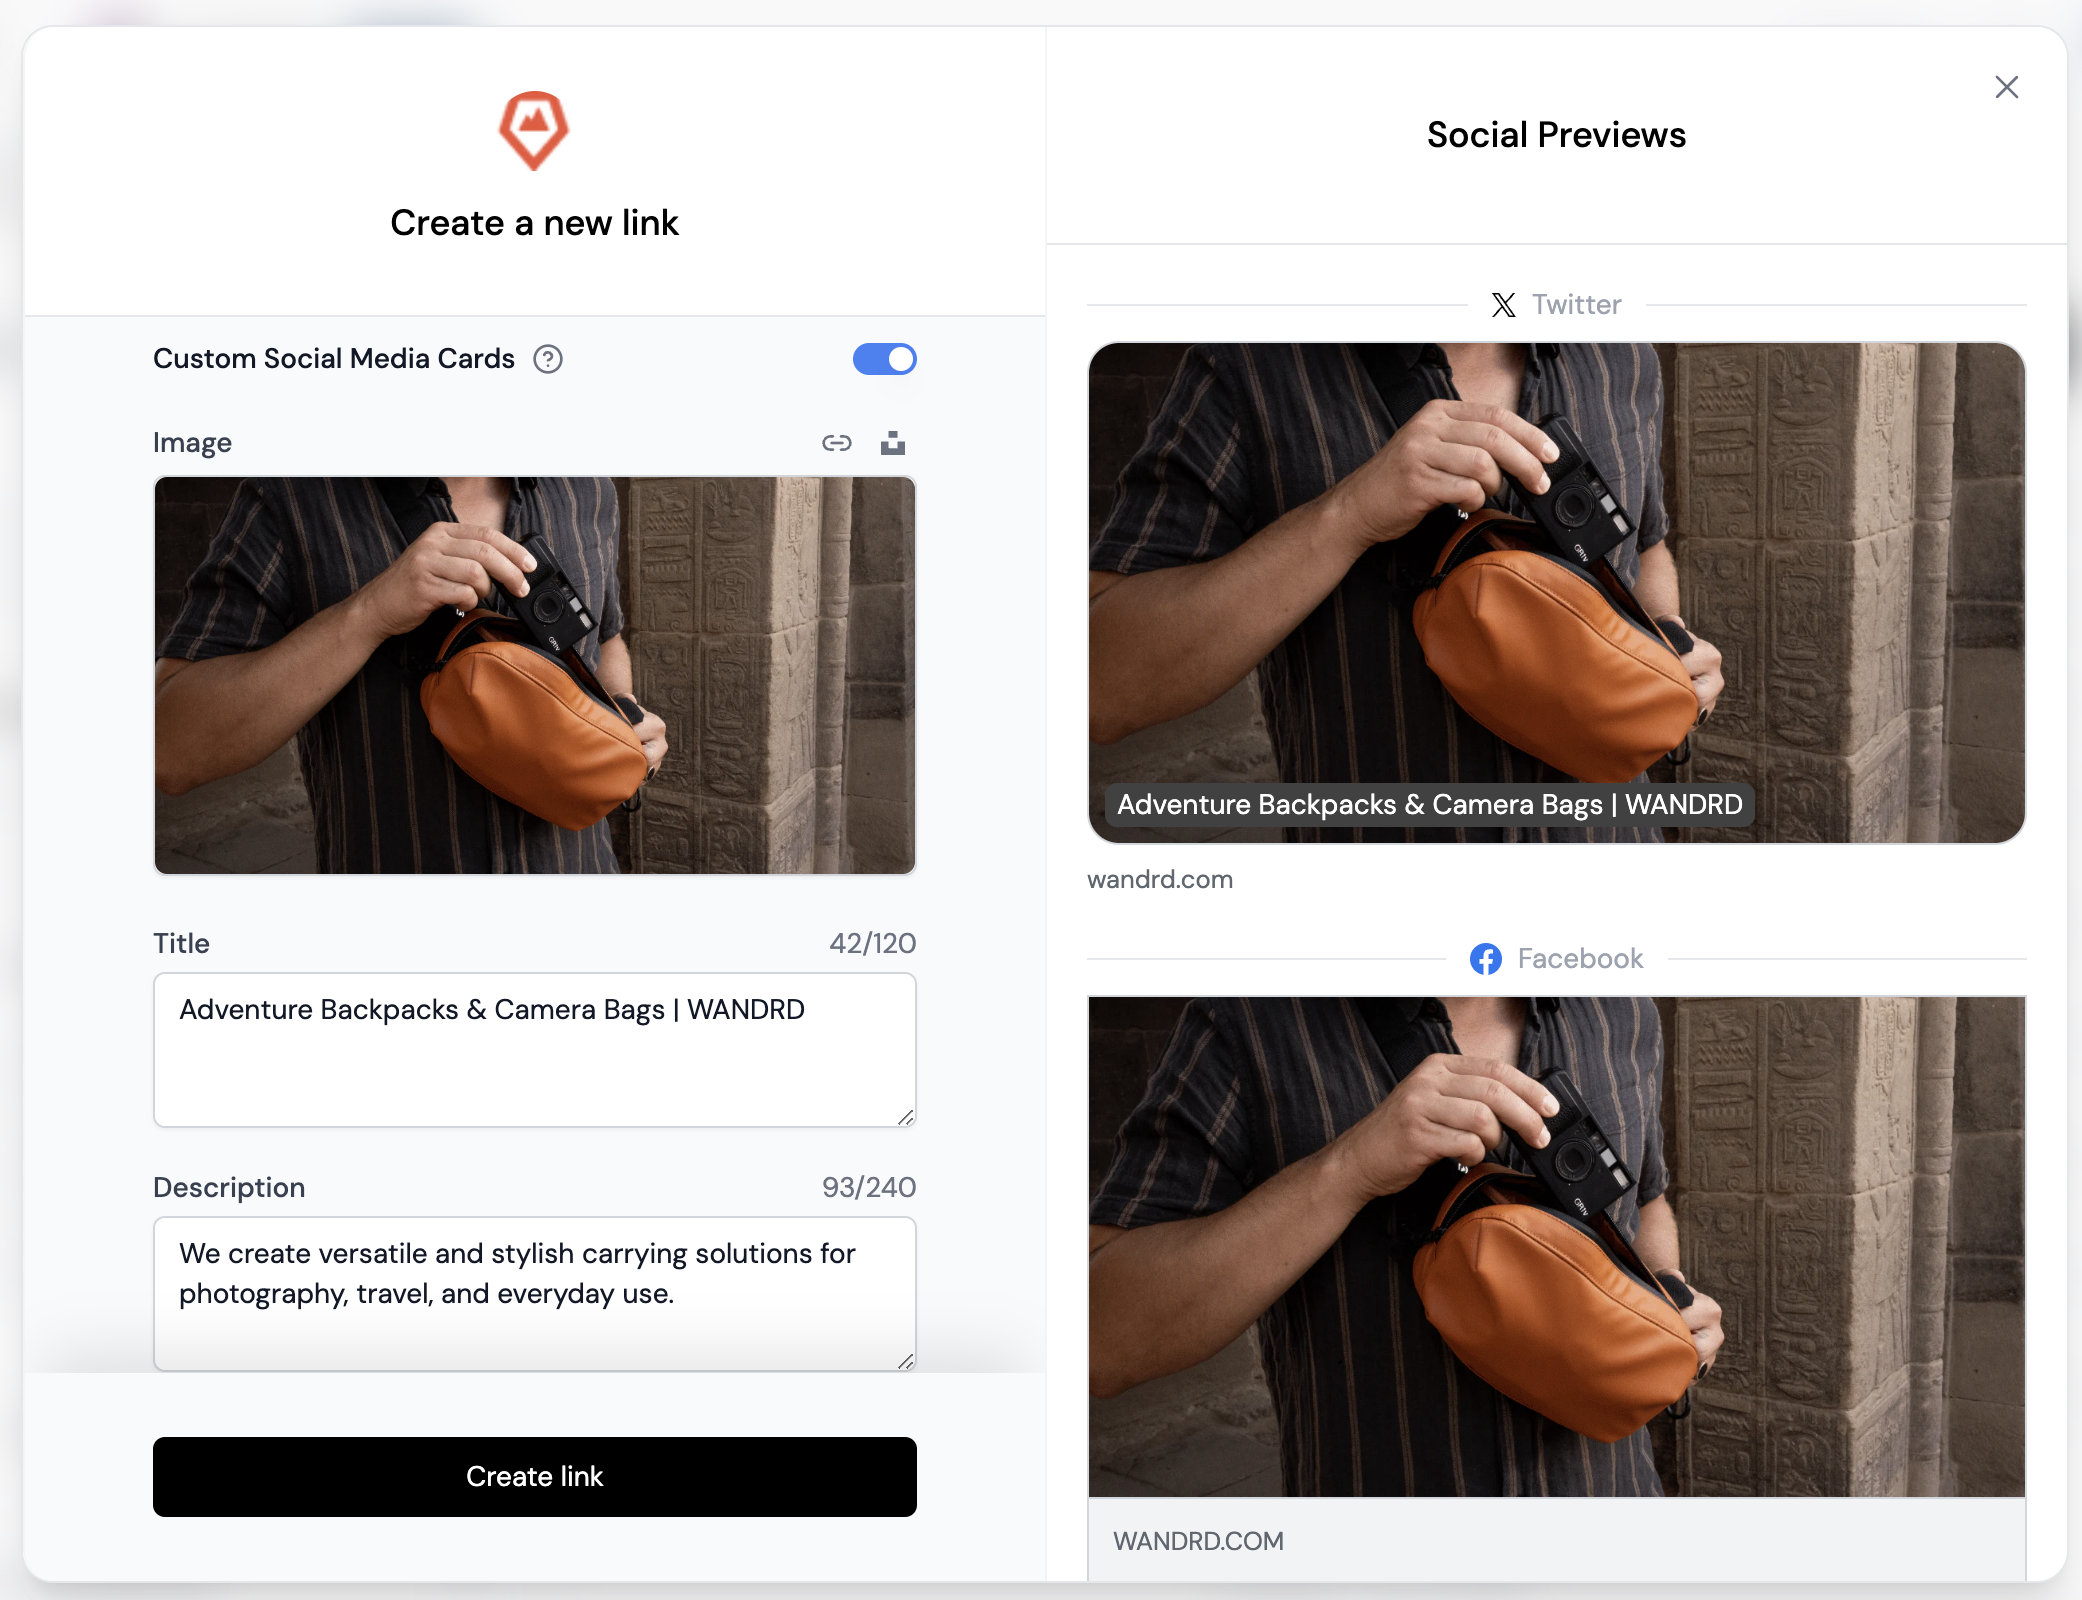 Create a new link
Custom Social Media Cards
Image
Title
42/120
Adventure Backpacks & Camera Bags | WANDRD
Description
93/240
We create versatile and stylish carrying solutions for
photography, travel, and everyday use.
Create link
Social Previews
Twitter
GR1v
Adventure Backpacks & Camera Bags | WANDRD
wandrd.com
Facebook
GR1v
WANDRD.COM